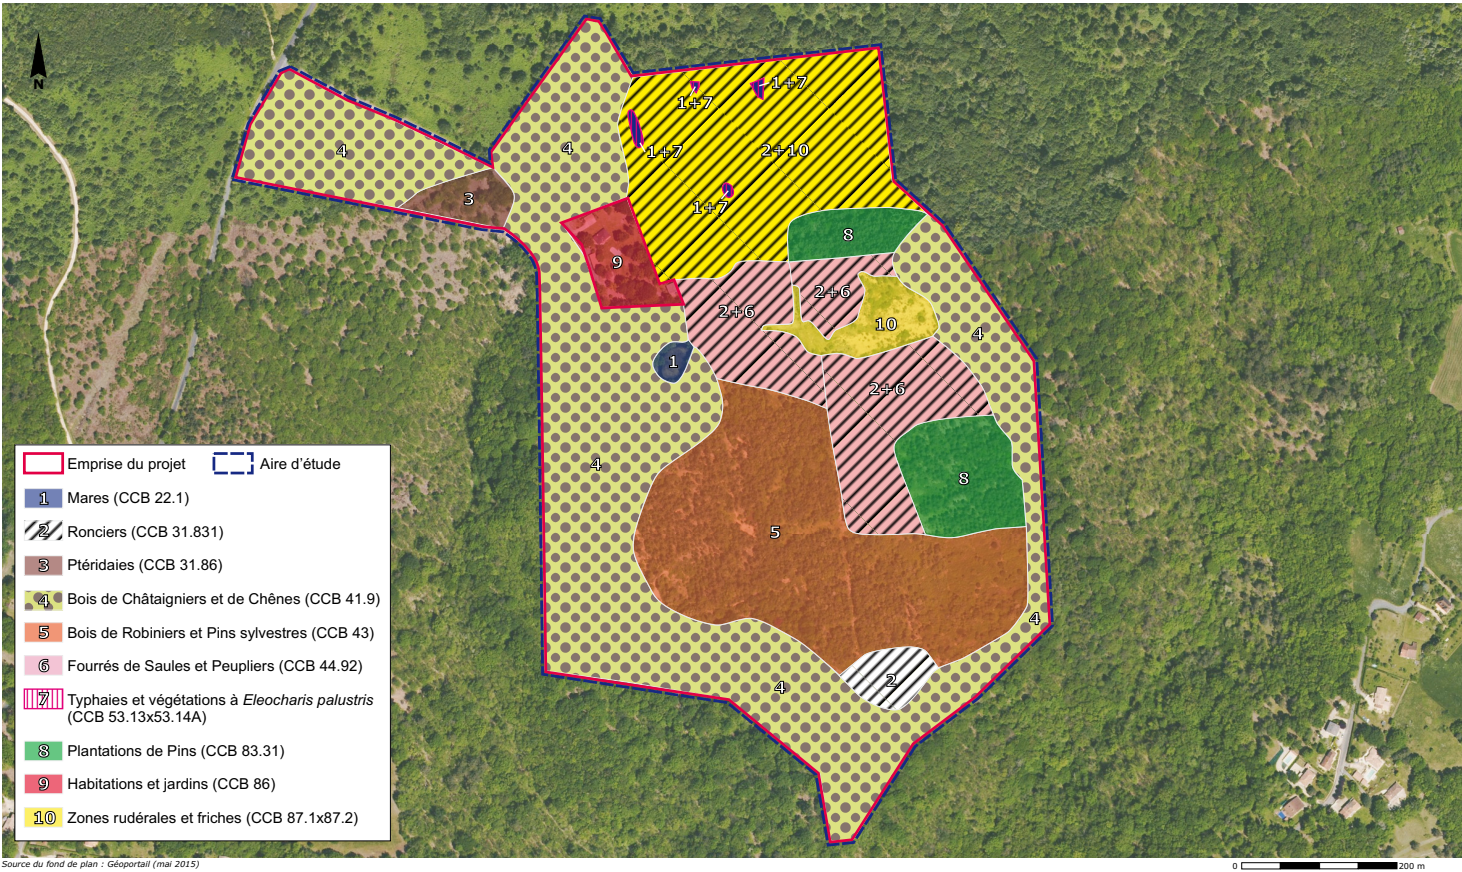 N
1+7
1+7
4
4
1+7
2+10
3
1+7
8
9
2+6
2+6
10
4
1
2+6
4
8
5
4
2
4
Emprise du projet
Aire d'étude
1 Mares (CCB 22.1)
2 Ronciers (CCB 31.831)
3 Ptéridaies (CCB 31.86)
4 Bois de Châtaigniers et de Chênes (CCB 41.9)
5 Bois de Robiniers et Pins sylvestres (CCB 43)
6 Fourrés de Saules et Peupliers (CCB 44.92)
7 Typhaies et végétations à Eleocharis palustris
(CCB 53.13x53.14A)
8 Plantations de Pins (CCB 83.31)
9 Habitations et jardins (CCB 86)
10 Zones rudérales et friches (CCB 87.1x87.2)
Source du fond de plan : Géoportail (mai 2015)
0 200 m